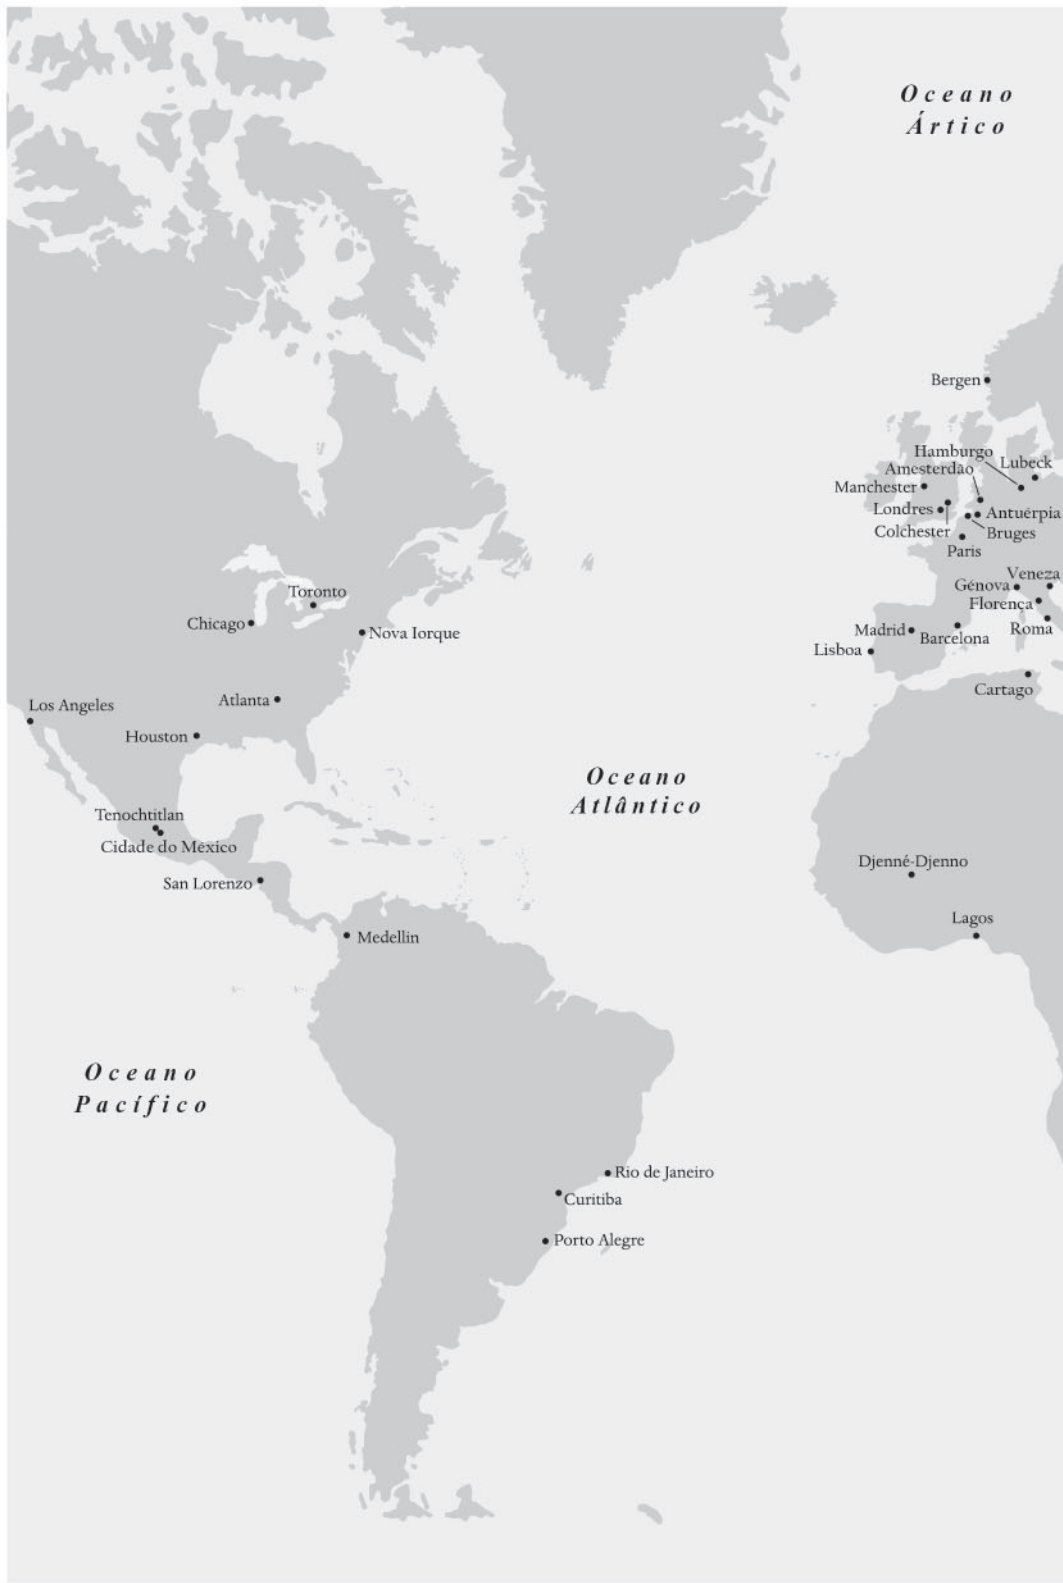 Oceano
Ártico
Bergen
Hamburgo
Lubeck
Amesterdão
Manchester
Londres
Antuérpia
Colchester
Bruges
Paris
Veneza
Génova
Toronto
Florença
Chicago
Nova Iorque
Madrid
Barcelona
Roma
Lisboa
Cartago
Atlanta
Los Angeles
Houston
Oceano
Atlântico
Tenochtitlan
Cidade do México
Djenné-Djenno
San Lorenzo
Lagos
Medellin
Oceano
Pacífico
Rio de Janeiro
Curitiba
Porto Alegre